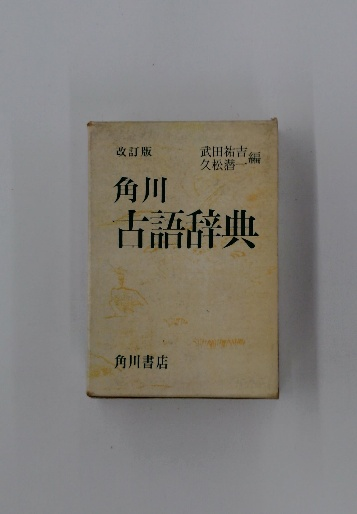 改訂版
武田祐吉
久松潜一
編
角川
古語辞典
角川書店